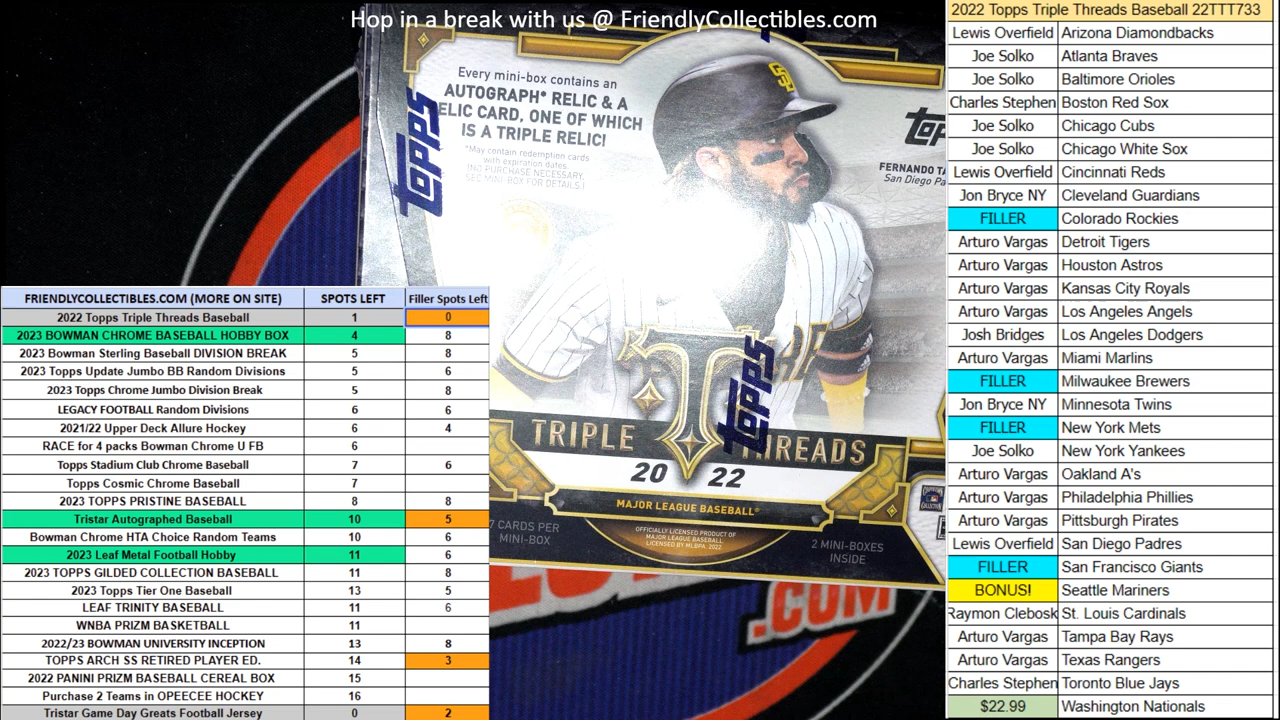 Hop in a break with us @ FriendlyCollectibles.com
Every mini-box contains an
AUTOGRAPH* RELIC & A
ELIC CARD, ONE OF WHICH
IS A TRIPLE RELIC!
*May contain redemption cards
with expiration dates.
(NO PURCHASE NECESSARY.
SEE MINI-BOX FOR DETAILS.)
Topps
Topps
FERNANDO TA
San Diego Pa
Topps
TRIPLE THREADS
20 22
MAJOR LEAGUE BASEBALL
7 CARDS PER
MINI-BOX
OFFICIALLY LICENSED PRODUCT OF
MAJOR LEAGUE BASEBALL
LICENSED BY MLBPA 2022
2 MINI-BOXES
INSIDE
.COM
FRIENDLYCOLLECTIBLES.COM (MORE ON SITE) SPOTS LEFT Filler Spots Left
2022 Topps Triple Threads Baseball 1 0
2023 BOWMAN CHROME BASEBALL HOBBY BOX 4 8
2023 Bowman Sterling Baseball DIVISION BREAK 5 8
2023 Topps Update Jumbo BB Random Divisions 5 6
2023 Topps Chrome Jumbo Division Break 5 8
LEGACY FOOTBALL Random Divisions 6 6
2021/22 Upper Deck Allure Hockey 6 4
RACE for 4 packs Bowman Chrome U FB 6
Topps Stadium Club Chrome Baseball 7 6
Topps Cosmic Chrome Baseball 7
2023 TOPPS PRISTINE BASEBALL 8 8
Tristar Autographed Baseball 10 5
Bowman Chrome HTA Choice Random Teams 10 6
2023 Leaf Metal Football Hobby 11 6
2023 TOPPS GILDED COLLECTION BASEBALL 11 8
2023 Topps Tier One Baseball 13 5
LEAF TRINITY BASEBALL 11 6
WNBA PRIZM BASKETBALL 11
2022/23 BOWMAN UNIVERSITY INCEPTION 13 8
TOPPS ARCH SS RETIRED PLAYER ED. 14 3
2022 PANINI PRIZM BASEBALL CEREAL BOX 15
Purchase 2 Teams in OPEECEE HOCKEY 16
Tristar Game Day Greats Football Jersey 0 2
2022 Topps Triple Threads Baseball 22TTT733
Lewis Overfield Arizona Diamondbacks
Joe Solko Atlanta Braves
Joe Solko Baltimore Orioles
Charles Stephen Boston Red Sox
Joe Solko Chicago Cubs
Joe Solko Chicago White Sox
Lewis Overfield Cincinnati Reds
Jon Bryce NY Cleveland Guardians
FILLER Colorado Rockies
Arturo Vargas Detroit Tigers
Arturo Vargas Houston Astros
Arturo Vargas Kansas City Royals
Arturo Vargas Los Angeles Angels
Josh Bridges Los Angeles Dodgers
Arturo Vargas Miami Marlins
FILLER Milwaukee Brewers
Jon Bryce NY Minnesota Twins
FILLER New York Mets
Joe Solko New York Yankees
Arturo Vargas Oakland A's
Arturo Vargas Philadelphia Phillies
Arturo Vargas Pittsburgh Pirates
Lewis Overfield San Diego Padres
FILLER San Francisco Giants
BONUS! Seattle Mariners
Raymon Clebosk St. Louis Cardinals
Arturo Vargas Tampa Bay Rays
Arturo Vargas Texas Rangers
Charles Stephen Toronto Blue Jays
$22.99 Washington Nationals